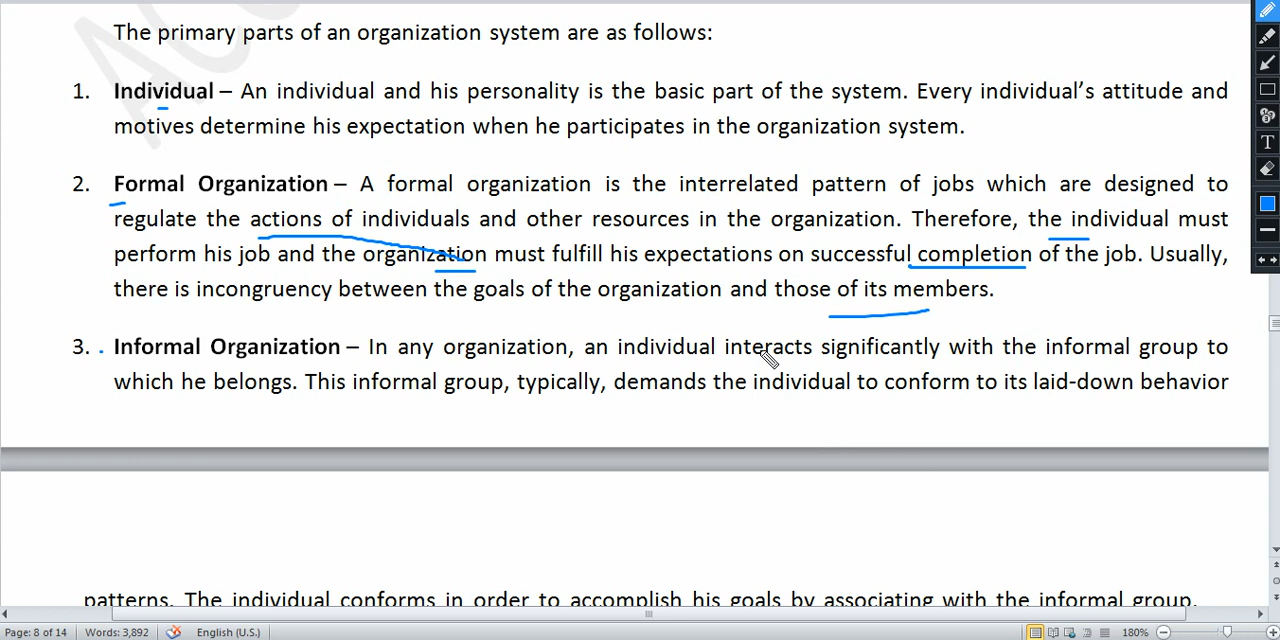 The primary parts of an organization system are as follows:
1. Individual – An individual and his personality is the basic part of the system. Every individual’s attitude and
motives determine his expectation when he participates in the organization system.
2. Formal Organization – A formal organization is the interrelated pattern of jobs which are designed to
regulate the actions of individuals and other resources in the organization. Therefore, the individual must
perform his job and the organization must fulfill his expectations on successful completion of the job. Usually,
there is incongruency between the goals of the organization and those of its members.
3. Informal Organization – In any organization, an individual interacts significantly with the informal group to
which he belongs. This informal group, typically, demands the individual to conform to its laid-down behavior
patterns. The individual conforms in order to accomplish his goals by associating with the informal group.
Page: 8 of 14 Words: 3,892 English (U.S.) 180%
T